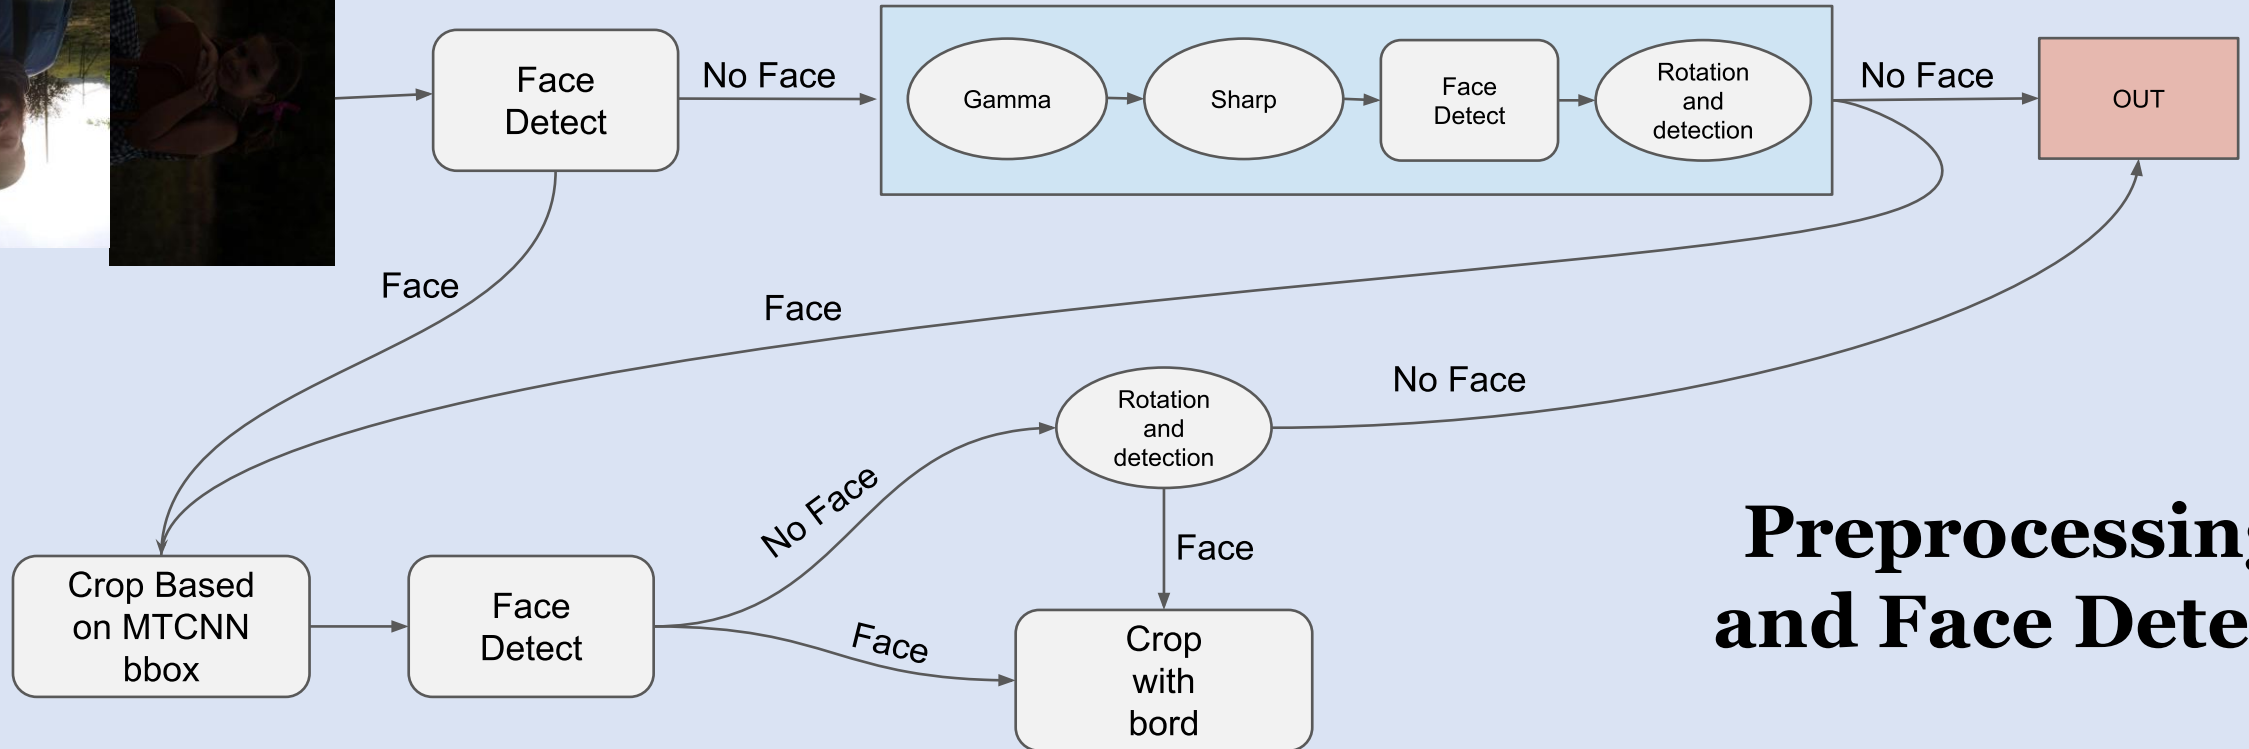 Face
Detect
No Face
Gamma
Sharp
Face
Detect
Rotation
and
detection
No Face
OUT
Face
Face
Rotation
and
detection
No Face
No Face
Face
Crop Based
on MTCNN
bbox
Face
Detect
Face
Crop
with
bord
Preprocessing
and Face Dete